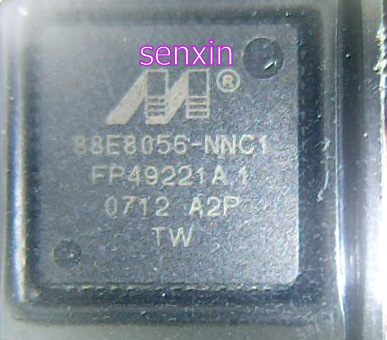 senxin
88E8056-NNC1
FP49221A.1
0712 A2P
TW